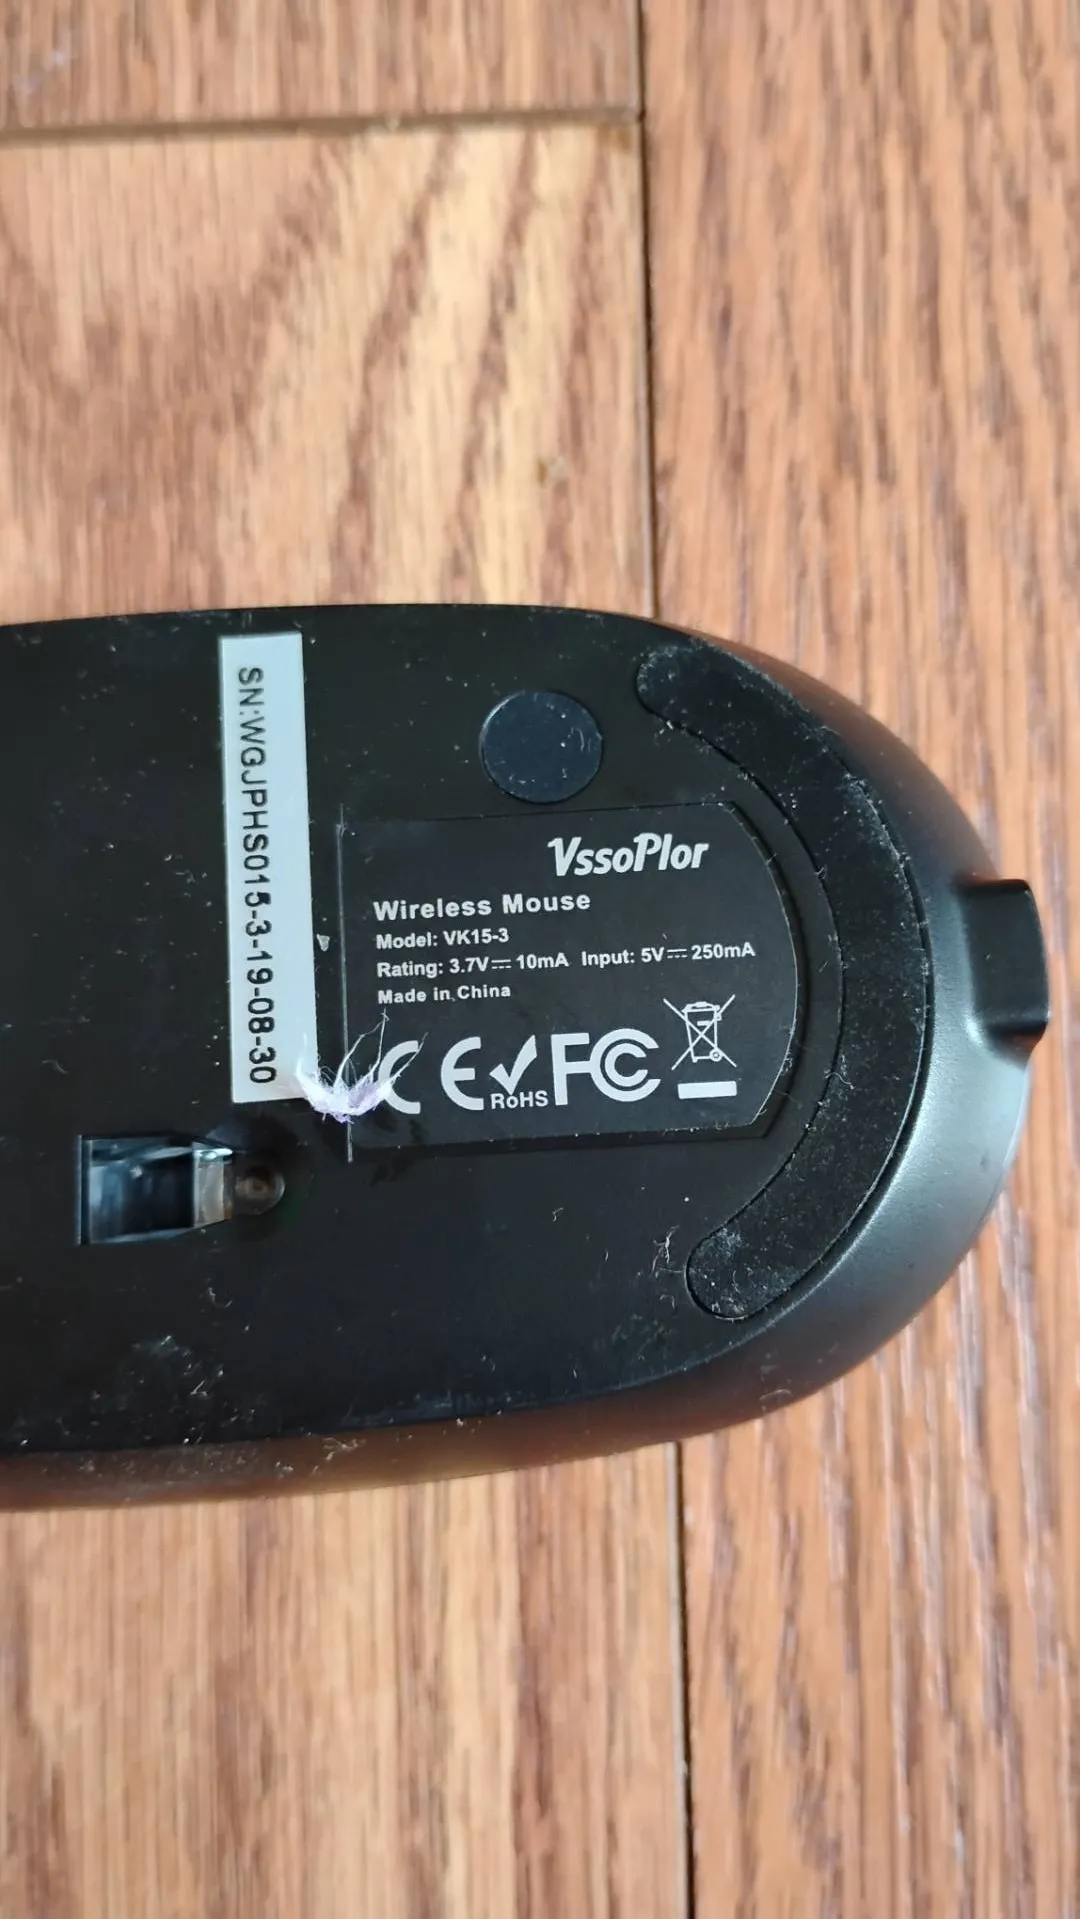 SN:WGJPHS015-3-19-08-30
VssoPlor
Wireless Mouse
Model: VK15-3
Rating: 3.7V⎓10mA Input: 5V⎓250mA
Made in China
CE RoHS FC